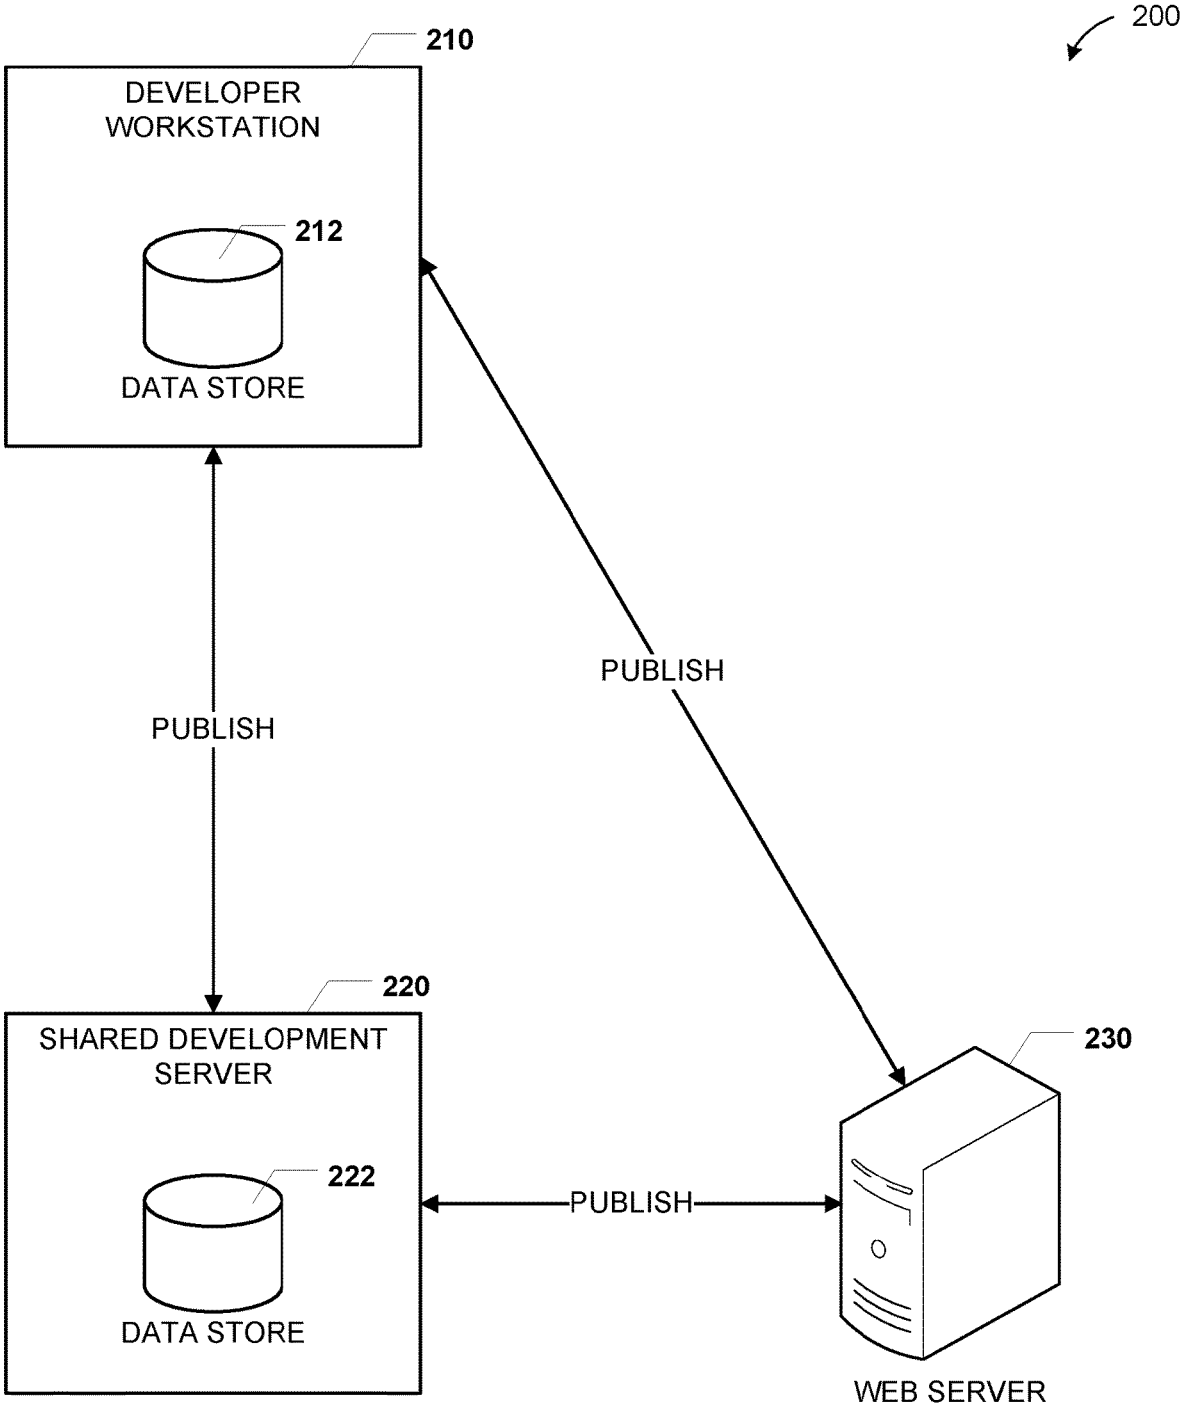 200
210
DEVELOPER
WORKSTATION
212
DATA STORE
PUBLISH
PUBLISH
220
SHARED DEVELOPMENT
SERVER
230
222
PUBLISH
DATA STORE
WEB SERVER